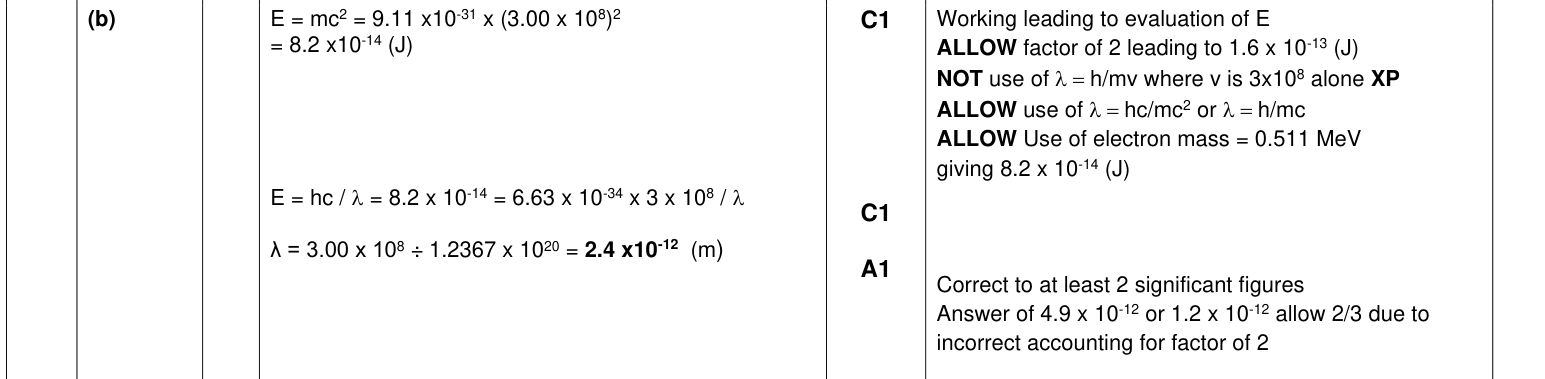 (b)
E = mc² = 9.11 x10⁻³¹ x (3.00 x 10⁸)²
= 8.2 x10⁻¹⁴ (J)
E = hc / λ = 8.2 x 10⁻¹⁴ = 6.63 x 10⁻³⁴ x 3 x 10⁸ / λ
λ = 3.00 x 10⁸ ÷ 1.2367 x 10²⁰ = 2.4 x10⁻¹² (m)
C1
C1
A1
Working leading to evaluation of E
ALLOW factor of 2 leading to 1.6 x 10⁻¹³ (J)
NOT use of λ = h/mv where v is 3x10⁸ alone XP
ALLOW use of λ = hc/mc² or λ = h/mc
ALLOW Use of electron mass = 0.511 MeV
giving 8.2 x 10⁻¹⁴ (J)
Correct to at least 2 significant figures
Answer of 4.9 x 10⁻¹² or 1.2 x 10⁻¹² allow 2/3 due to
incorrect accounting for factor of 2